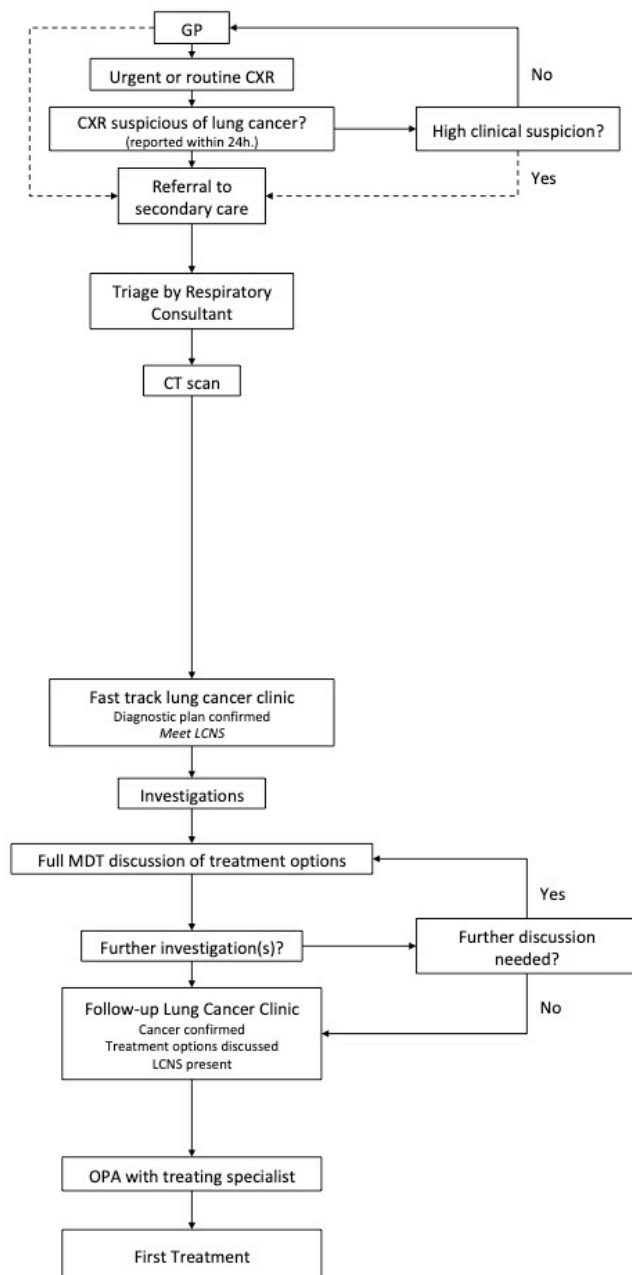 GP
Urgent or routine CXR
No
CXR suspicious of lung cancer?
(reported within 24h.)
High clinical suspicion?
Yes
Referral to
secondary care
Triage by Respiratory
Consultant
CT scan
Fast track lung cancer clinic
Diagnostic plan confirmed
Meet LCNS
Investigations
Full MDT discussion of treatment options
Yes
Further investigation(s)?
Further discussion
needed?
No
Follow-up Lung Cancer Clinic
Cancer confirmed
Treatment options discussed
LCNS present
OPA with treating specialist
First Treatment